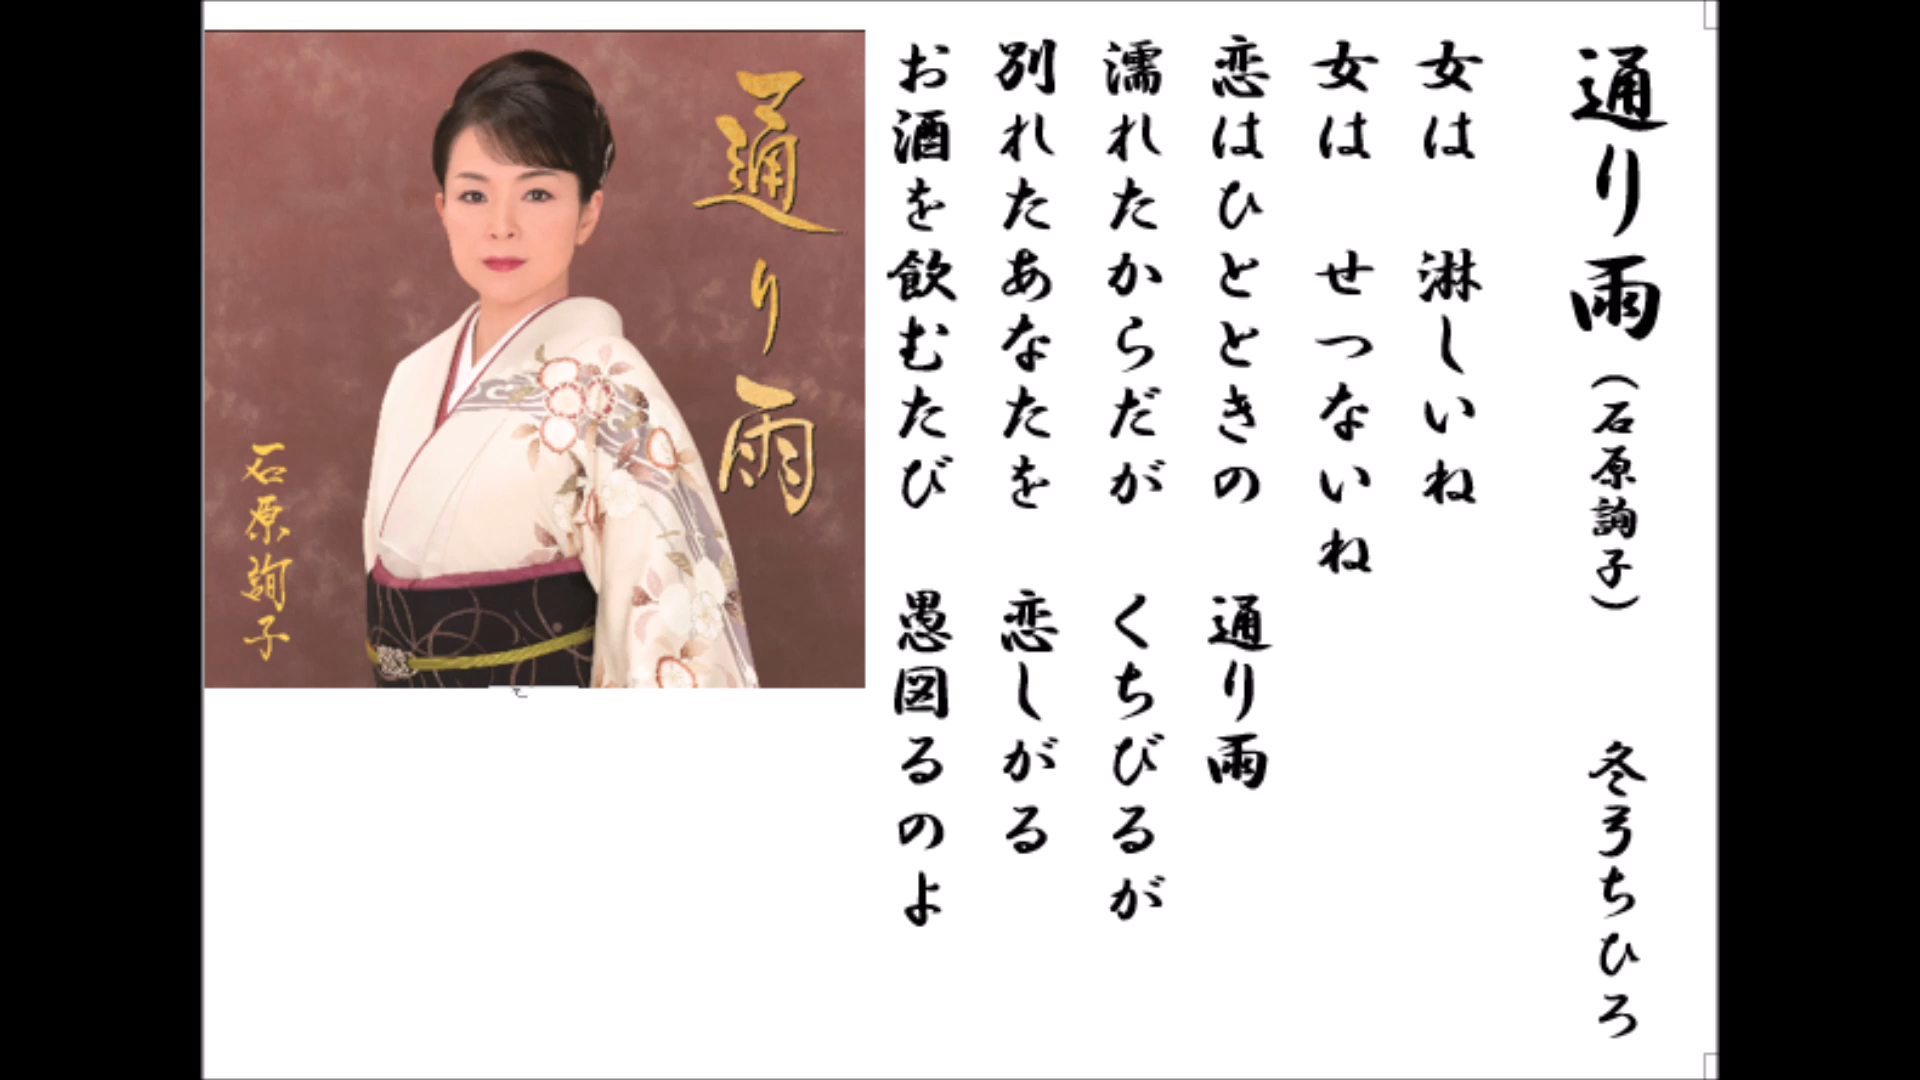 通り雨（石原詢子）　冬弓ちひろ
女は　淋しいね
女は　せつないね
恋はひとときの　通り雨
濡れたからだが　くちびるが
別れたあなたを　恋しがる
お酒を飲むたび　愚図るのよ
通り雨
石原詢子